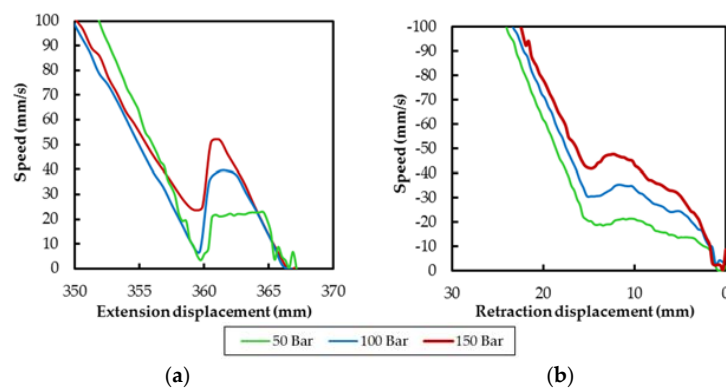 100
90
80
70
60
50
40
30
20
10
0
Speed (mm/s)
350 360 370
Extension displacement (mm)
-100
-90
-80
-70
-60
-50
-40
-30
-20
-10
0
Speed (mm/s)
30 20 10 0
Retraction displacement (mm)
50 Bar 100 Bar 150 Bar
(a) (b)